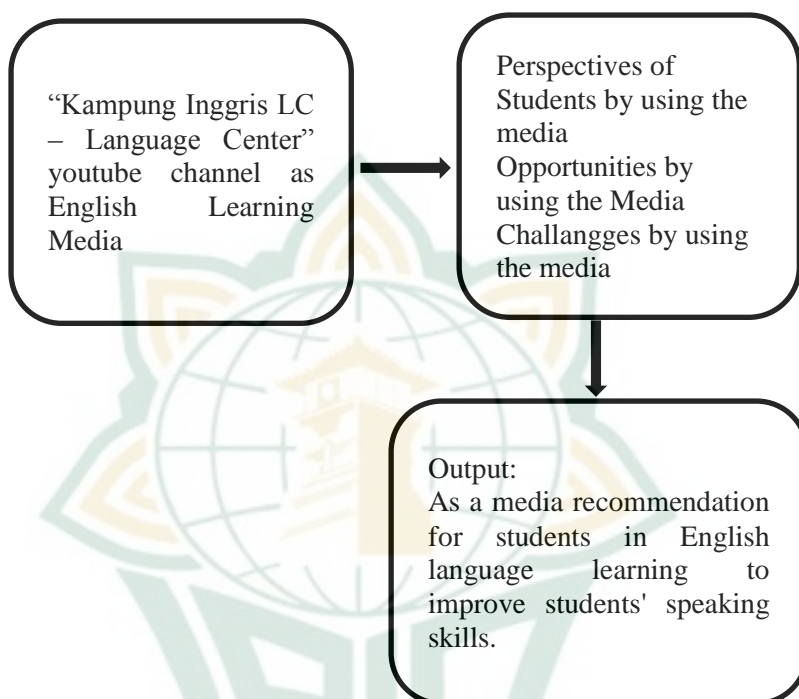 “Kampung Inggris LC
– Language Center”
youtube channel as
English Learning
Media
Perspectives of
Students by using the
media
Opportunities by
using the Media
Challangges by using
the media
Output:
As a media recommendation
for students in English
language learning to
improve students' speaking
skills.